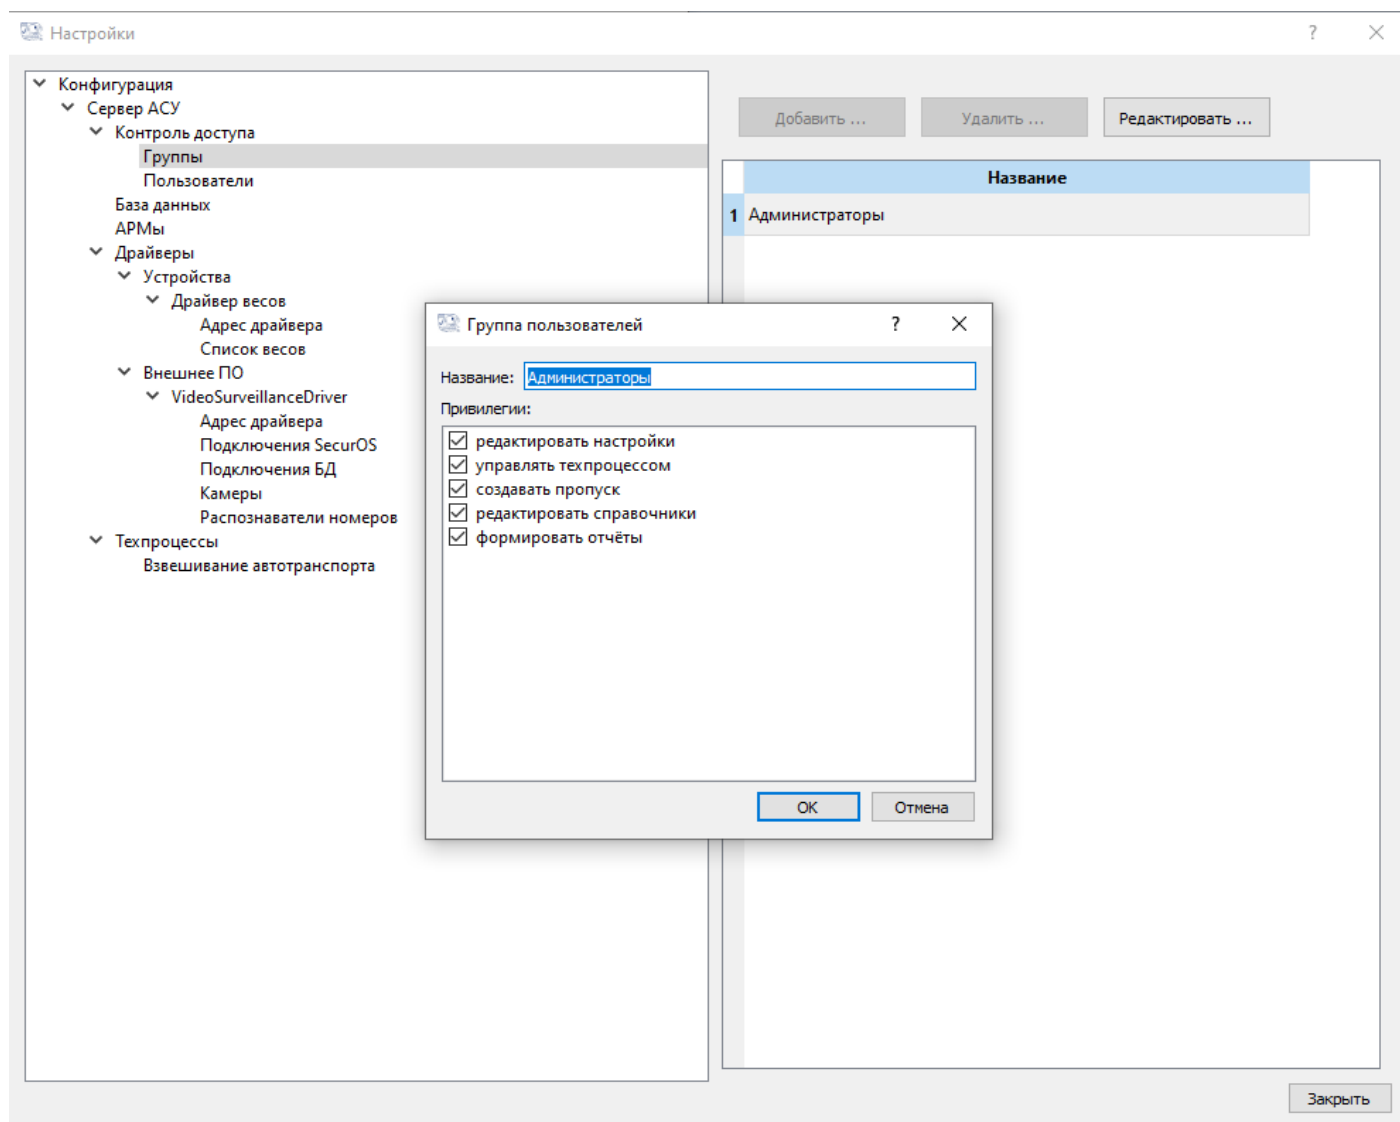 Настройки
?
Конфигурация
Сервер АСУ
Контроль доступа
Группы
Пользователи
База данных
АРМы
Драйверы
Устройства
Драйвер весов
Адрес драйвера
Список весов
Внешнее ПО
VideoSurveillanceDriver
Адрес драйвера
Подключения SecurOS
Подключения БД
Камеры
Распознаватели номеров
Техпроцессы
Взвешивание автотранспорта
Добавить ...
Удалить ...
Редактировать ...
Название
1 Администраторы
Группа пользователей
?
Название: Администраторы
Привилегии:
редактировать настройки
управлять техпроцессом
создавать пропуск
редактировать справочники
формировать отчёты
OK
Отмена
Закрыть